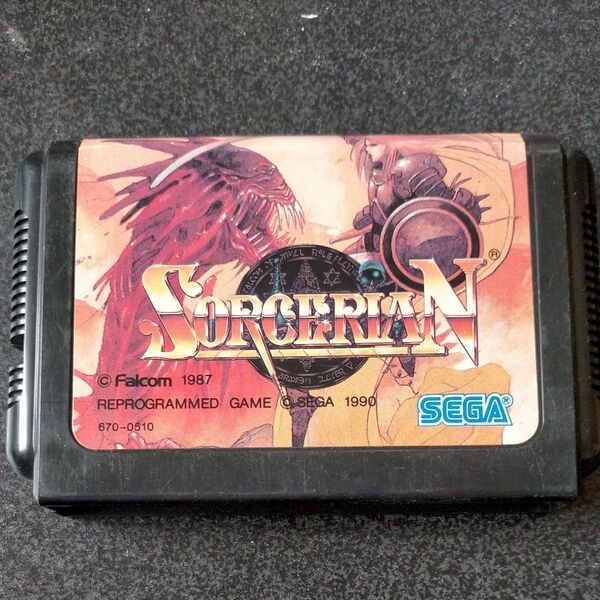 SORCERIAN®
© Falcom 1987
REPROGRAMMED GAME © SEGA 1990
670-0510
SEGA®